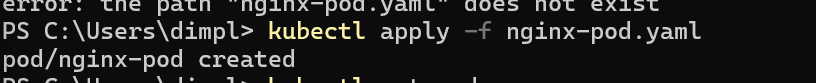 error: the path "nginx-pod.yaml" does not exist
PS C:\Users\dimpl> kubectl apply -f nginx-pod.yaml
pod/nginx-pod created